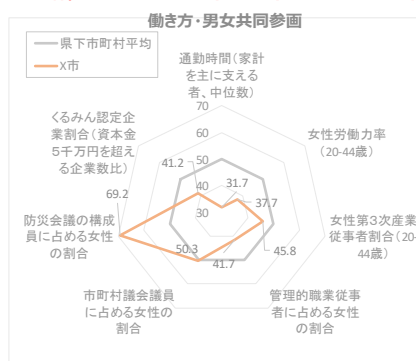 働き方・男女共同参画
県下市町村平均
X市
通勤時間(家計
を主に支える
者、中位数)
70
60
50
40
30
女性労働力率
(20-44歳)
女性第3次産業
従事者割合(20-
44歳)
管理的職業従事
者に占める女性
の割合
市町村議会議員
に占める女性の
割合
防災会議の構成
員に占める女性
の割合
くるみん認定企
業割合(資本金
5千万円を超え
る企業数比)
31.7
37.7
45.8
41.7
50.3
69.2
41.2